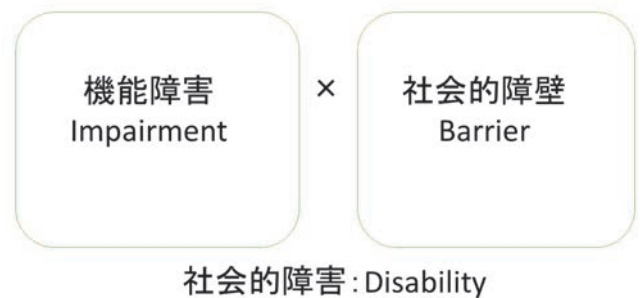 機能障害
Impairment
×
社会的障壁
Barrier
社会的障害：Disability